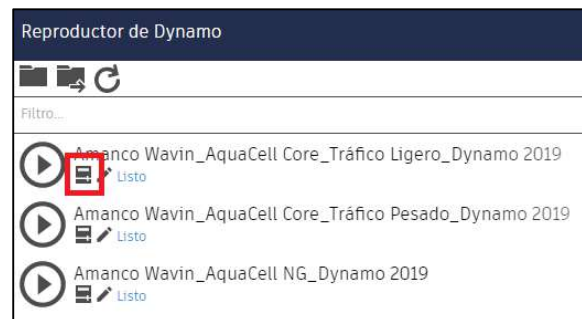 Reproductor de Dynamo
Filtro...
Amanco Wavin_AquaCell Core_Tráfico Ligero_Dynamo 2019
Listo
Amanco Wavin_AquaCell Core_Tráfico Pesado_Dynamo 2019
Listo
Amanco Wavin_AquaCell NG_Dynamo 2019
Listo